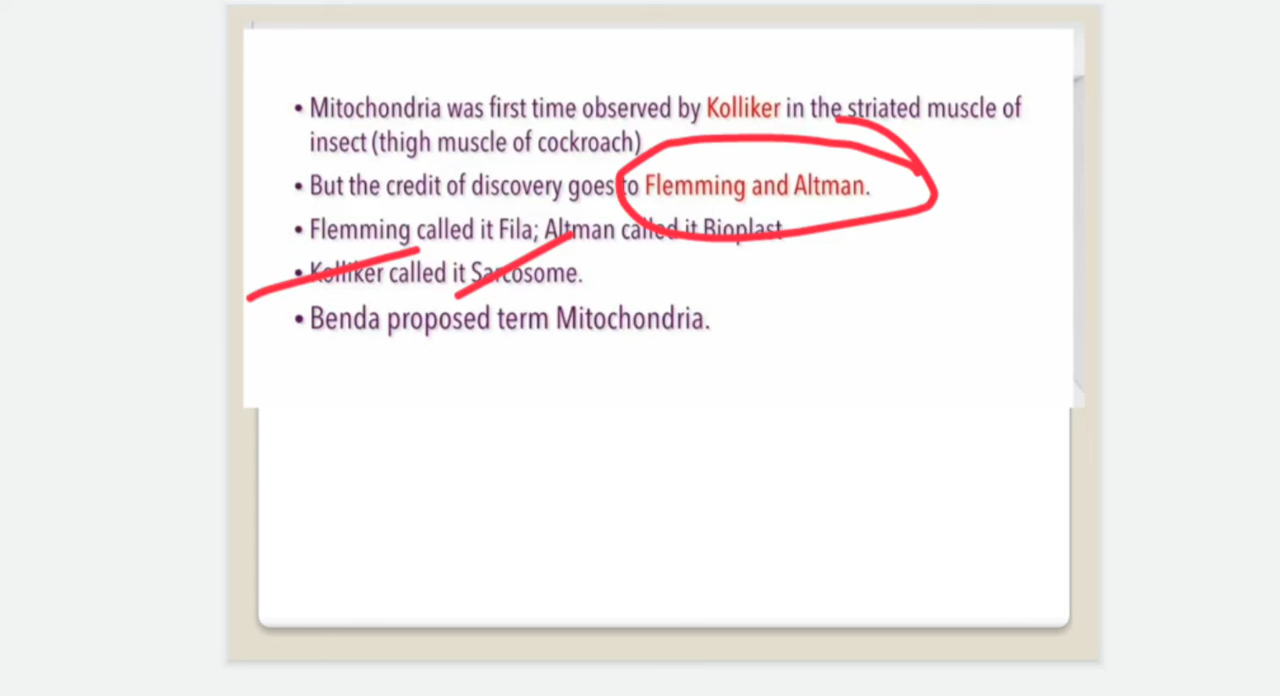 • Mitochondria was first time observed by Kolliker in the striated muscle of
insect (thigh muscle of cockroach)
• But the credit of discovery goes to Flemming and Altman.
• Flemming called it Fila; Altman called it Bioplast
• Kolliker called it Sarcosome.
• Benda proposed term Mitochondria.